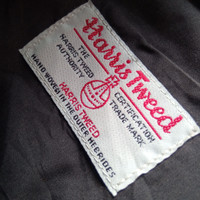 Harris Tweed
THE
HARRIS TWEED
AUTHORITY
CERTIFICATION
TRADE MARK
HARRIS TWEED
HAND WOVEN IN THE OUTER HEBRIDES